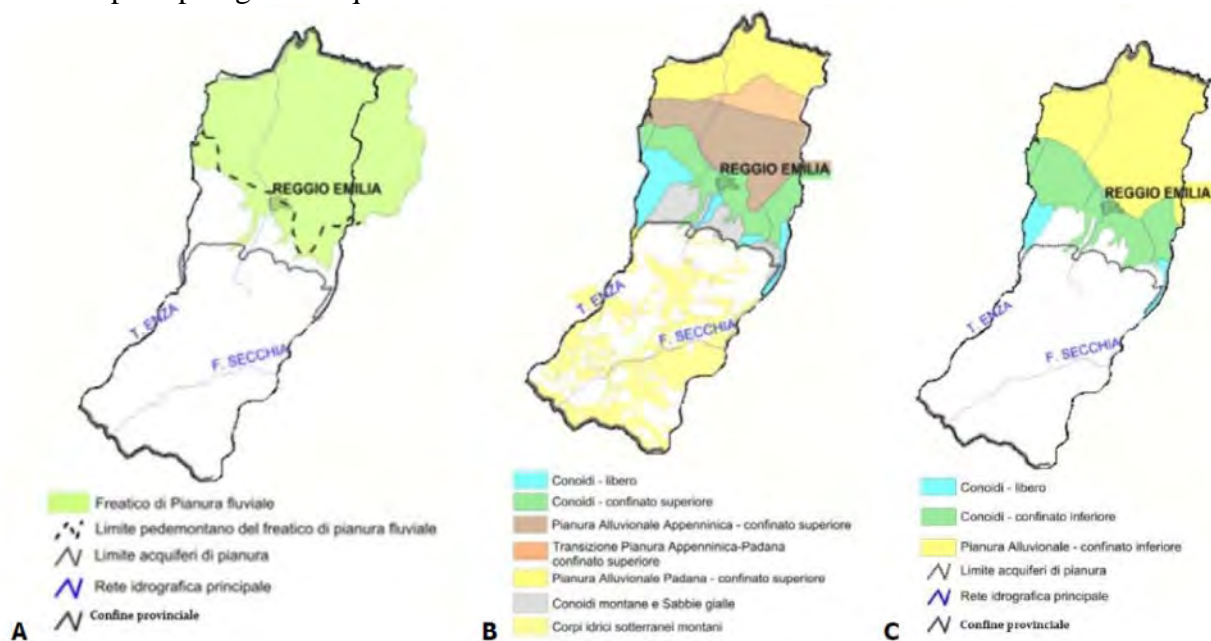 REGGIO EMILIA
T. ENZA
F. SECCHIA
Freatico di Pianura fluviale
Limite pedemontano del freatico di pianura fluviale
Limite acquiferi di pianura
Rete idrografica principale
Confine provinciale
A
REGGIO EMILIA
T. ENZA
F. SECCHIA
Conoidi - libero
Conoidi - confinato superiore
Pianura Alluvionale Appenninica - confinato superiore
Transizione Pianura Appenninica-Padana
confinato superiore
Pianura Alluvionale Padana - confinato superiore
Conoidi montane e Sabbie gialle
Corpi idrici sotterranei montani
B
REGGIO EMILIA
T. ENZA
F. SECCHIA
Conoidi - libero
Conoidi - confinato inferiore
Pianura Alluvionale - confinato inferiore
Limite acquiferi di pianura
Rete idrografica principale
Confine provinciale
C